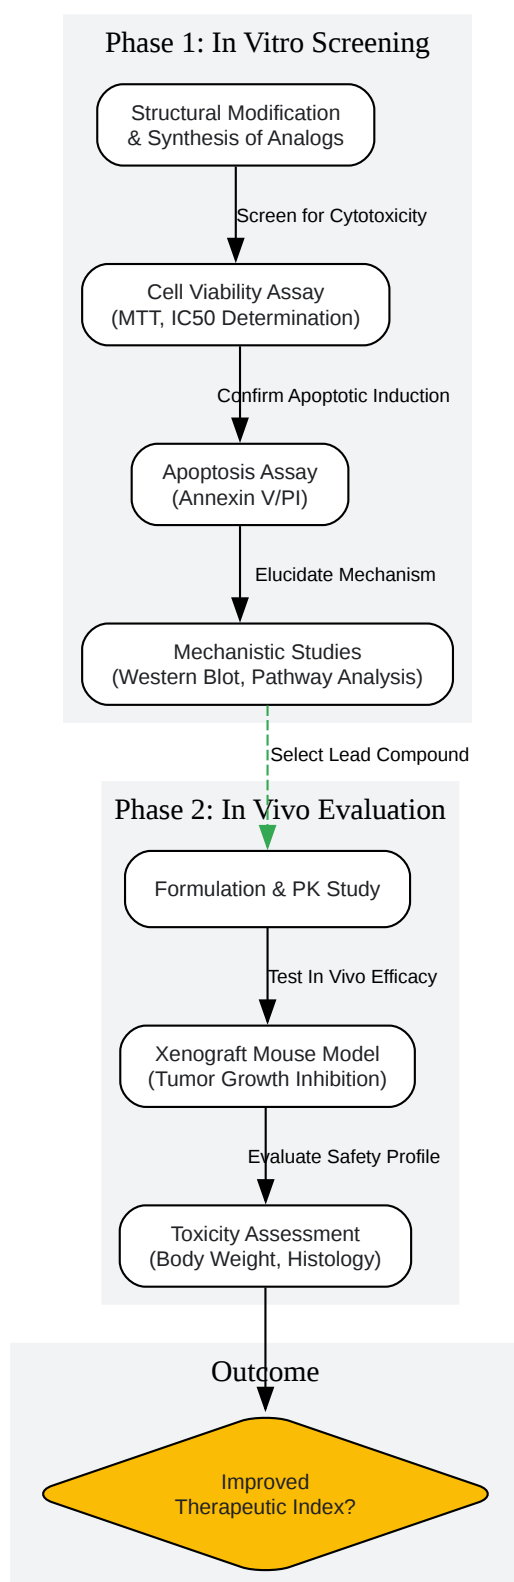 Phase 1: In Vitro Screening
Structural Modification
& Synthesis of Analogs
Screen for Cytotoxicity
Cell Viability Assay
(MTT, IC50 Determination)
Confirm Apoptotic Induction
Apoptosis Assay
(Annexin V/PI)
Elucidate Mechanism
Mechanistic Studies
(Western Blot, Pathway Analysis)
Select Lead Compound
Phase 2: In Vivo Evaluation
Formulation & PK Study
Test In Vivo Efficacy
Xenograft Mouse Model
(Tumor Growth Inhibition)
Evaluate Safety Profile
Toxicity Assessment
(Body Weight, Histology)
Outcome
Improved
Therapeutic Index?